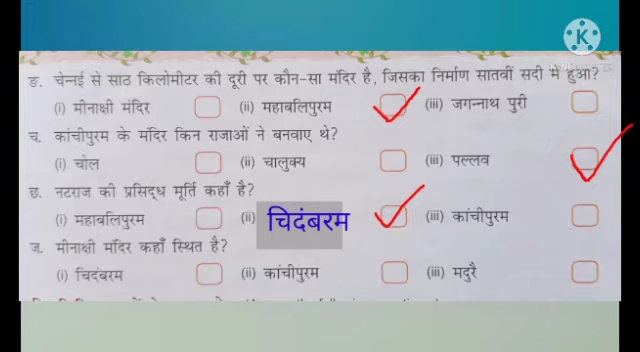 KINEMASTER
ङ. चेन्नई से साठ किलोमीटर की दूरी पर कौन-सा मंदिर है, जिसका निर्माण सातवीं सदी में हुआ?
(i) मीनाक्षी मंदिर (ii) महाबलिपुरम (iii) जगन्नाथ पुरी
च. कांचीपुरम के मंदिर किन राजाओं ने बनवाए थे?
(i) चोल (ii) चालुक्य (iii) पल्लव
छ. नटराज की प्रसिद्ध मूर्ति कहाँ है?
(i) महाबलिपुरम (ii) चिदंबरम (iii) कांचीपुरम
ज. मीनाक्षी मंदिर कहाँ स्थित है?
(i) चिदंबरम (ii) कांचीपुरम (iii) मदुरै